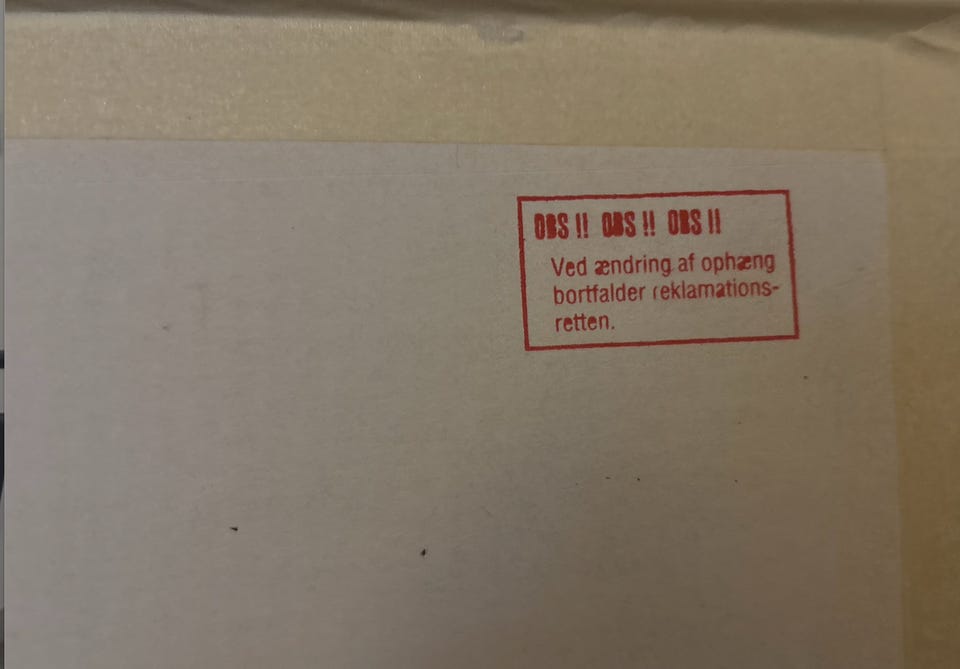 OBS !! OBS !! OBS !!
Ved ændring af ophæng
bortfalder reklamations-
retten.